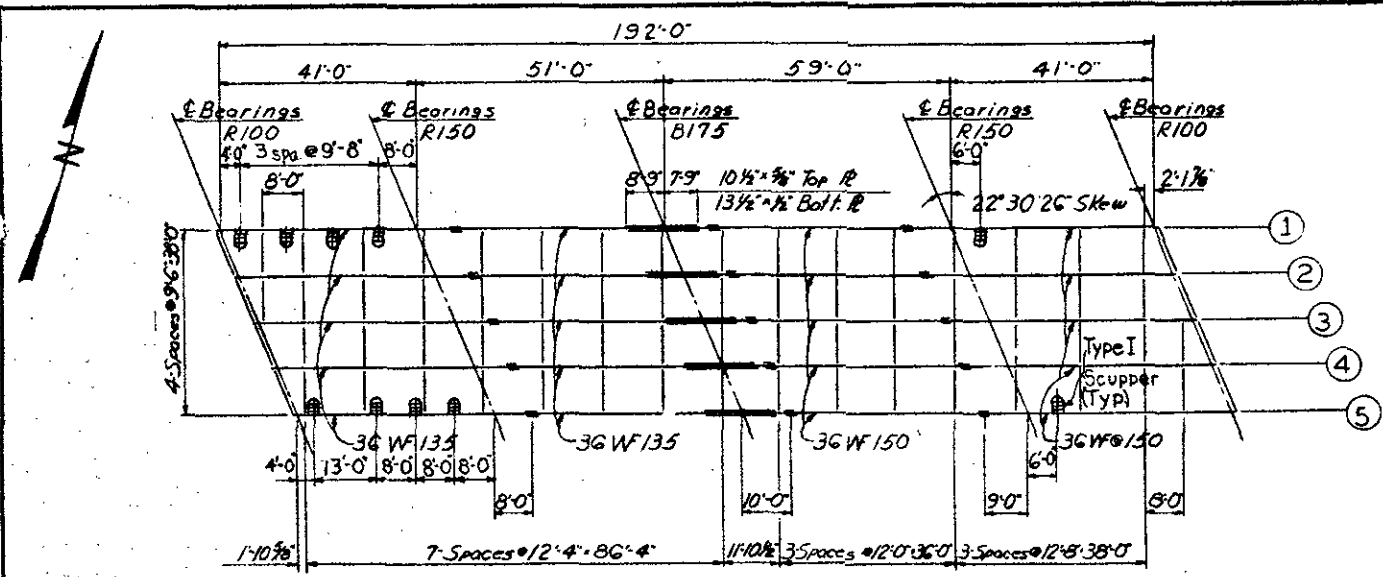 192'-0"
41'-0" 51'-0" 59'-0" 41'-0"
℄ Bearings R100
℄ Bearings R150
℄ Bearings B175
℄ Bearings R150
℄ Bearings R100
4'-0" 3 spa. @ 9'-8" 8'-0"
6'-0"
8'-0"
8'-9" 7'-9"
10½" × ⅝" Top ℞
13½" × ½" Bott. ℞
22°30'26" Skew
2'-1⅞"
N
4-Spaces @ 9'-6"=38'-0"
1
2
3
4
5
Type I
Scupper
(Typ)
36 WF 135
36 WF 135
36 WF 150
36 WF @ 150
4'-0" 13'-0" 8'-0" 8'-0" 8'-0"
8'-0"
10'-0"
9'-0"
6'-0"
8'-0"
1'-10⅞" 7-Spaces @ 12'-4"=86'-4" 11'-10½" 3-Spaces @ 12'-0"=36'-0" 3-Spaces @ 12'-8"=38'-0"